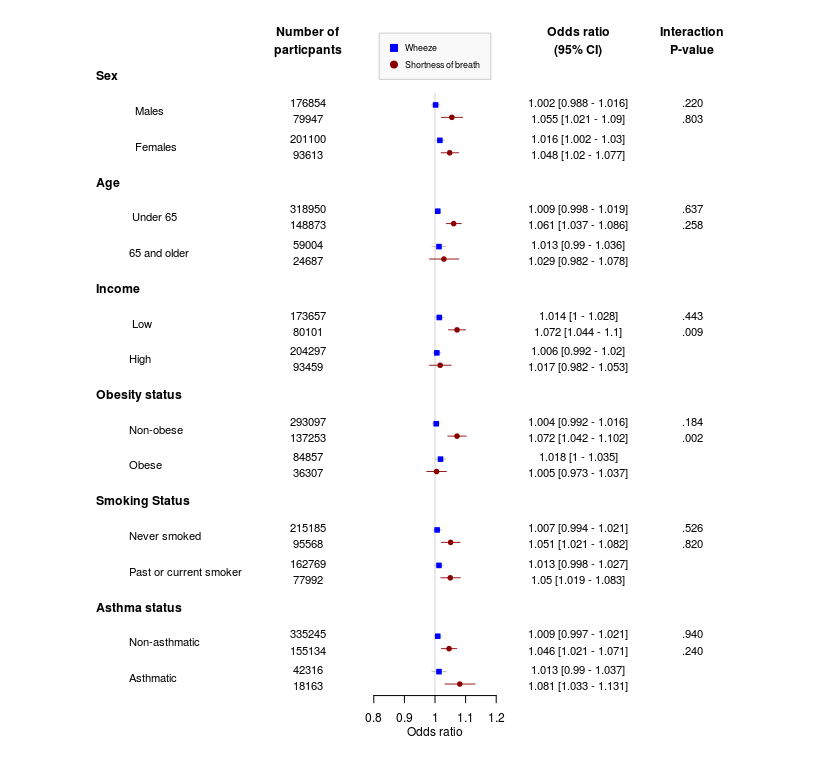 Number of
particpants
Wheeze
Shortness of breath
Odds ratio
(95% CI)
Interaction
P-value
Sex
Males
176854 1.002 [0.988 - 1.016] .220
79947 1.055 [1.021 - 1.09] .803
Females
201100 1.016 [1.002 - 1.03]
93613 1.048 [1.02 - 1.077]
Age
Under 65
318950 1.009 [0.998 - 1.019] .637
148873 1.061 [1.037 - 1.086] .258
65 and older
59004 1.013 [0.99 - 1.036]
24687 1.029 [0.982 - 1.078]
Income
Low
173657 1.014 [1 - 1.028] .443
80101 1.072 [1.044 - 1.1] .009
High
204297 1.006 [0.992 - 1.02]
93459 1.017 [0.982 - 1.053]
Obesity status
Non-obese
293097 1.004 [0.992 - 1.016] .184
137253 1.072 [1.042 - 1.102] .002
Obese
84857 1.018 [1 - 1.035]
36307 1.005 [0.973 - 1.037]
Smoking Status
Never smoked
215185 1.007 [0.994 - 1.021] .526
95568 1.051 [1.021 - 1.082] .820
Past or current smoker
162769 1.013 [0.998 - 1.027]
77992 1.05 [1.019 - 1.083]
Asthma status
Non-asthmatic
335245 1.009 [0.997 - 1.021] .940
155134 1.046 [1.021 - 1.071] .240
Asthmatic
42316 1.013 [0.99 - 1.037]
18163 1.081 [1.033 - 1.131]
0.8 0.9 1 1.1 1.2
Odds ratio